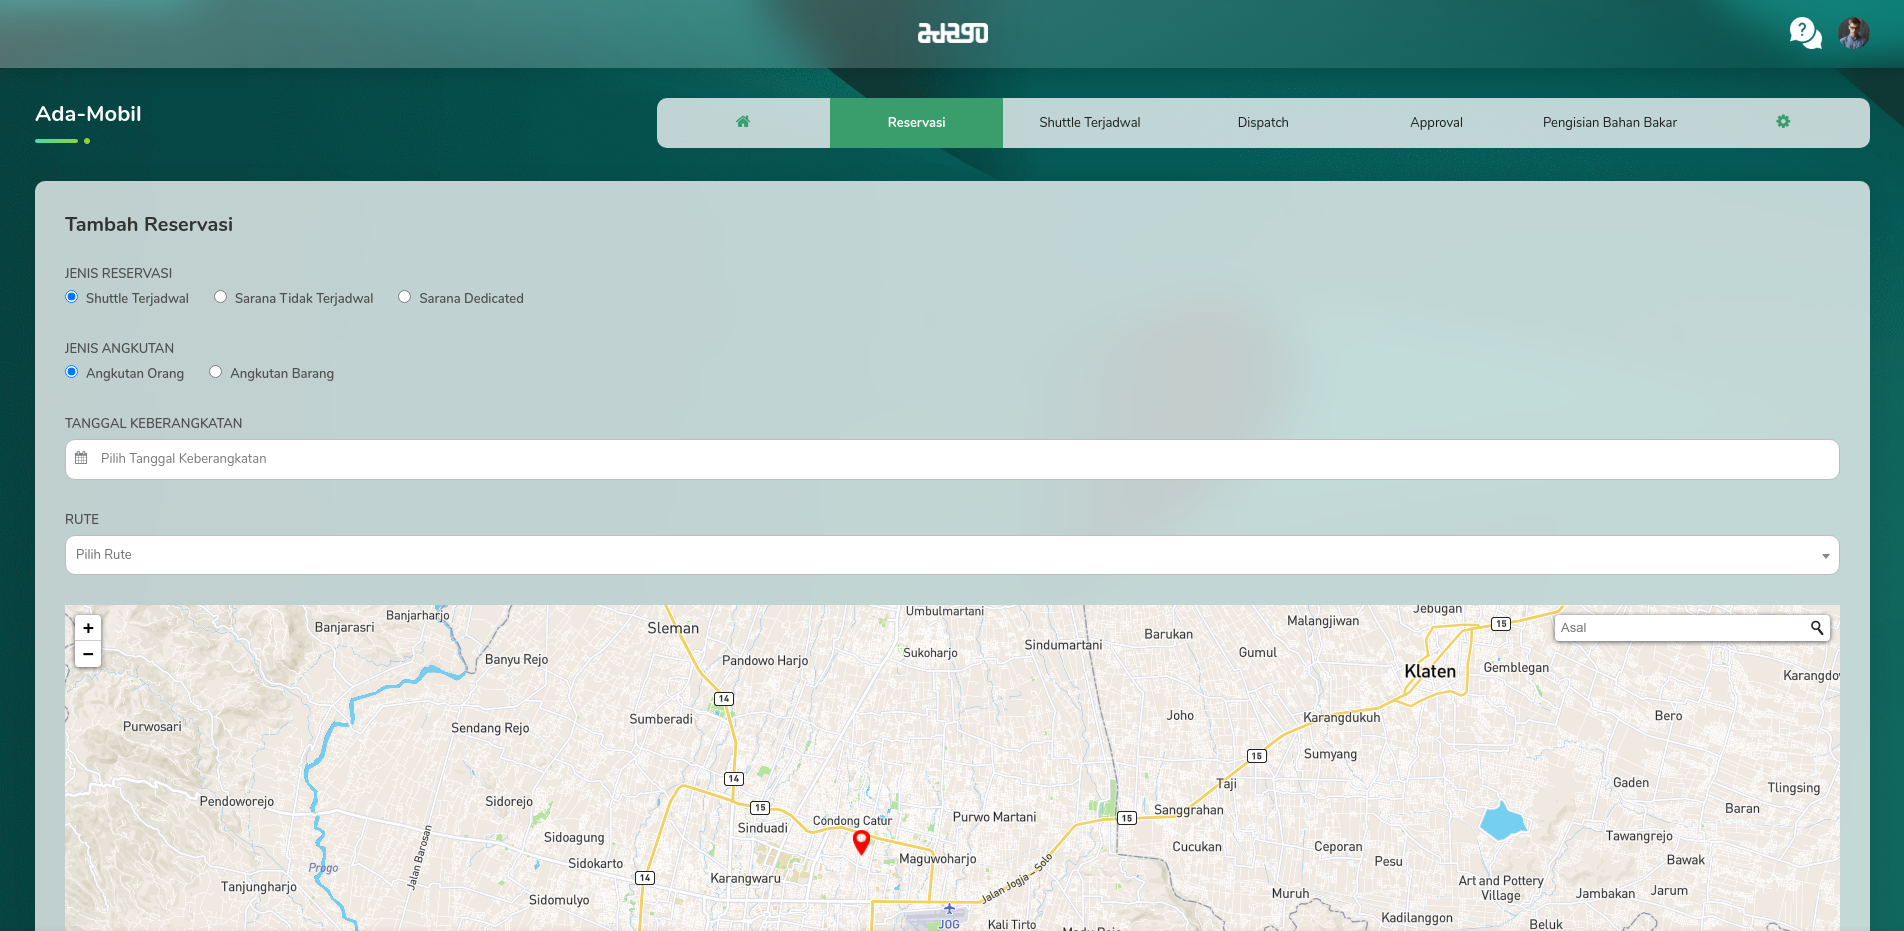 adago
?
Ada-Mobil
Reservasi
Shuttle Terjadwal
Dispatch
Approval
Pengisian Bahan Bakar
Tambah Reservasi
JENIS RESERVASI
Shuttle Terjadwal
Sarana Tidak Terjadwal
Sarana Dedicated
JENIS ANGKUTAN
Angkutan Orang
Angkutan Barang
TANGGAL KEBERANGKATAN
Pilih Tanggal Keberangkatan
RUTE
Pilih Rute
+
−
Asal
Banjarharjo
Umbulmartani
Jebugan
Banjarasri
Sleman
Malangjiwan
15
Barukan
Sindumartani
Sukoharjo
Gumul
Banyu Rejo
Pandowo Harjo
Klaten
Gemblegan
Karangdo
14
Purwosari
Sendang Rejo
Sumberadi
Joho
Karangdukuh
Bero
15
Sumyang
14
Taji
Gaden
Tlingsing
Pendoworejo
Sidorejo
15
Sanggrahan
Baran
Sinduadi
Condong Catur
Purwo Martani
15
Sidoagung
Tawangrejo
Jalan Barosan
Cucukan
Ceporan
Pesu
Bawak
Progo
Sidokarto
Maguwoharjo
Jalan Jogja – Solo
14
Karangwaru
Tanjungharjo
Art and Pottery
Village
Muruh
Jambakan
Jarum
Sidomulyo
JOG
Kali Tirto
Kadilanggon
Beluk